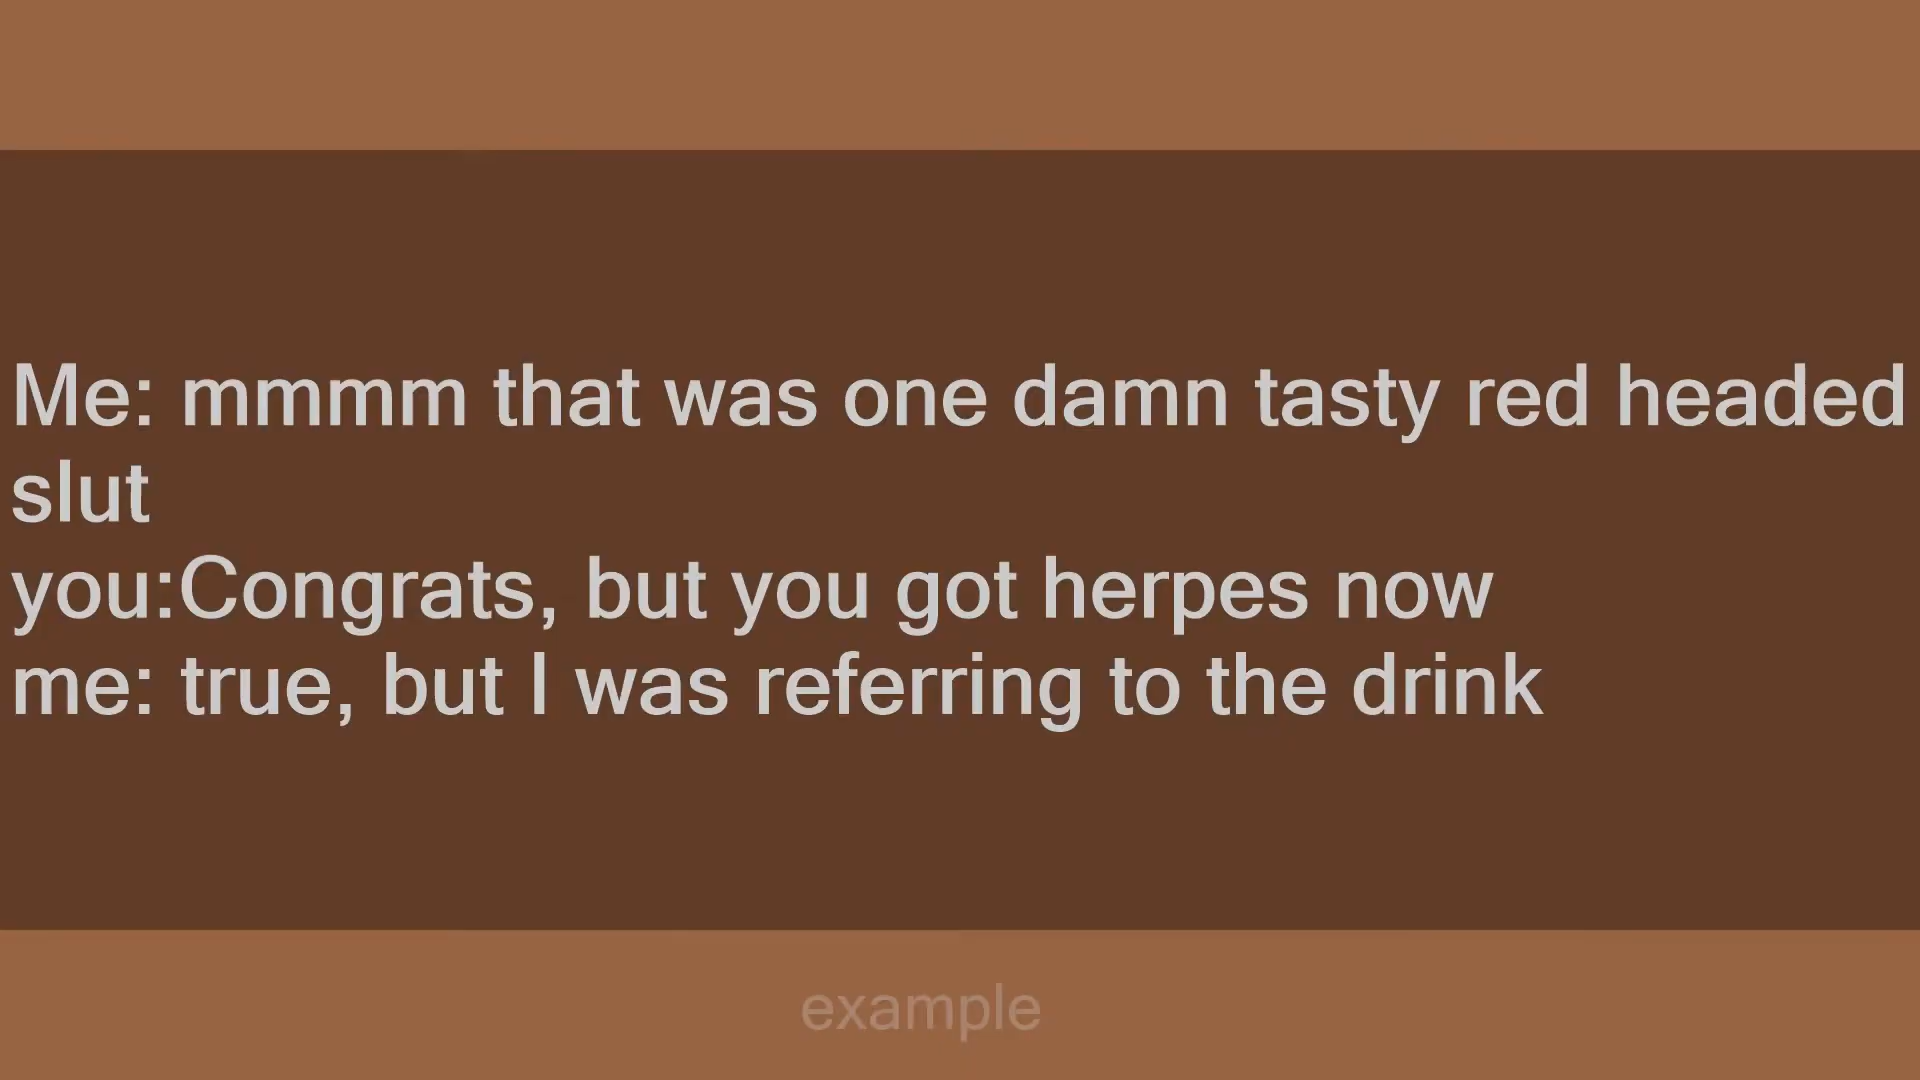 Me: mmmm that was one damn tasty red headed
slut
you:Congrats, but you got herpes now
me: true, but I was referring to the drink
example